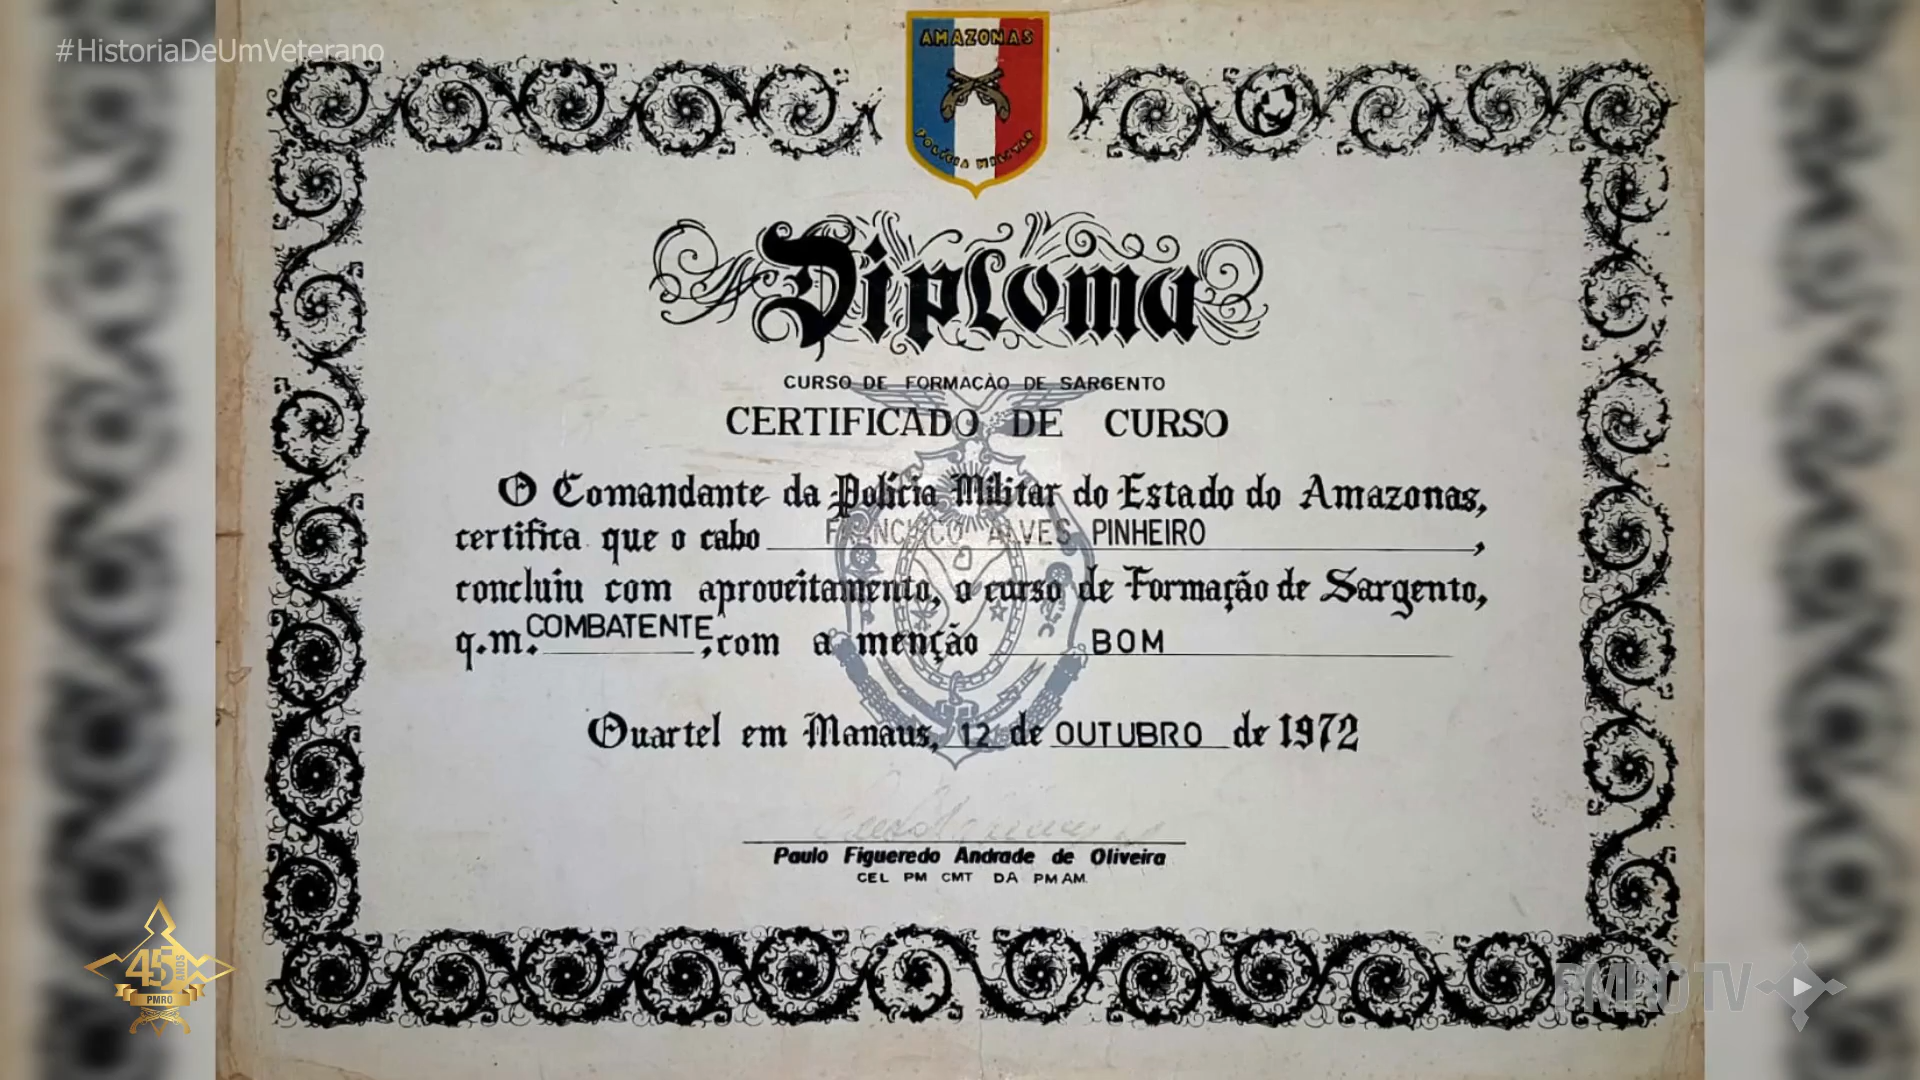 #HistoriaDeUmVeterano
AMAZONAS
POLÍCIA MILITAR
Diploma
CURSO DE FORMAÇÃO DE SARGENTO
CERTIFICADO DE CURSO
O Comandante da Polícia Militar do Estado do Amazonas,
certifica que o cabo FRANCISCO ALVES PINHEIRO,
concluiu com aproveitamento, o curso de Formação de Sargento,
q.m. COMBATENTE, com a menção BOM
Quartel em Manaus, 12 de OUTUBRO de 1972
Paulo Figueredo Andrade de Oliveira
CEL PM CMT DA PMAM.
45 ANOS
PMRO
PMRO TV